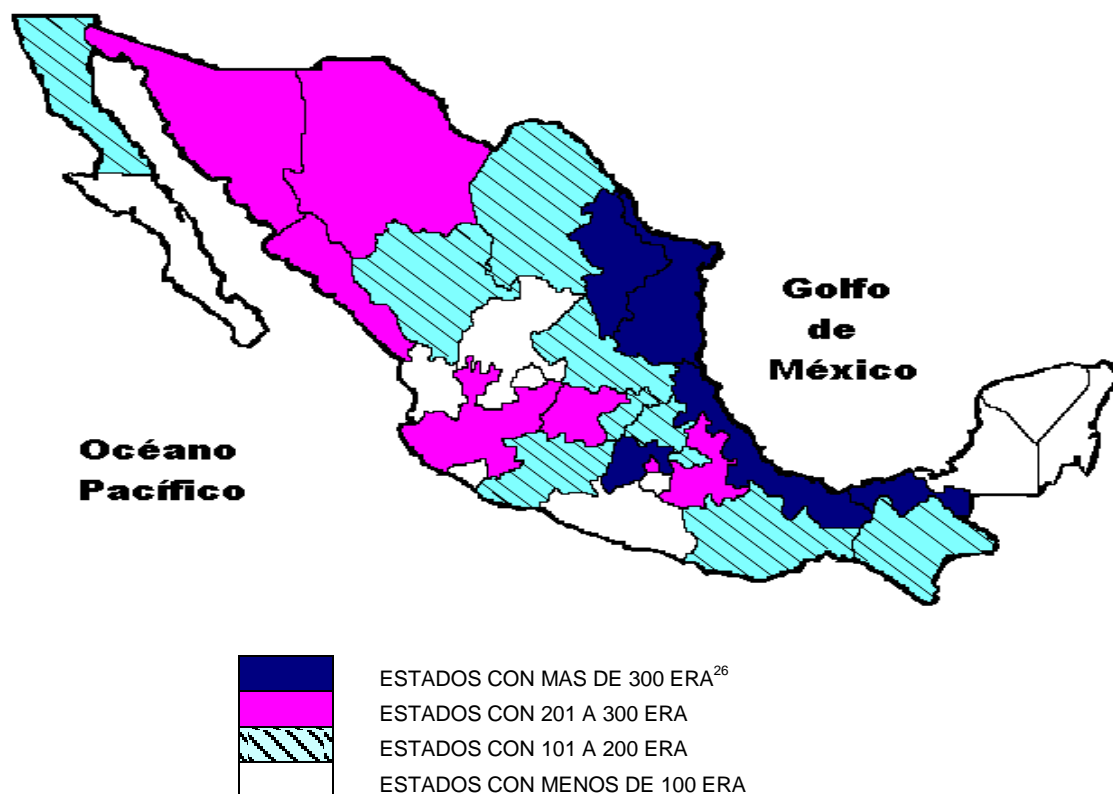 Golfo
de
México
Océano
Pacífico
ESTADOS CON MAS DE 300 ERA26
ESTADOS CON 201 A 300 ERA
ESTADOS CON 101 A 200 ERA
ESTADOS CON MENOS DE 100 ERA